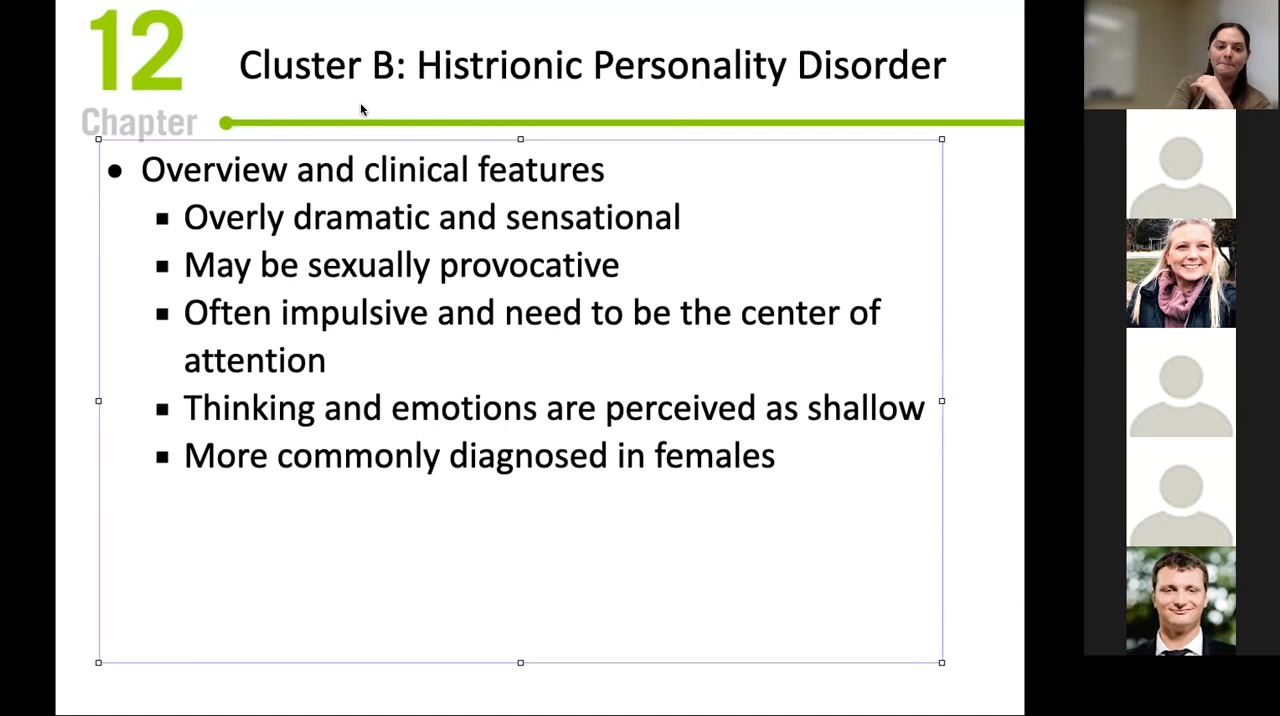 12
Chapter
Cluster B: Histrionic Personality Disorder
• Overview and clinical features
▪ Overly dramatic and sensational
▪ May be sexually provocative
▪ Often impulsive and need to be the center of
attention
▪ Thinking and emotions are perceived as shallow
▪ More commonly diagnosed in females